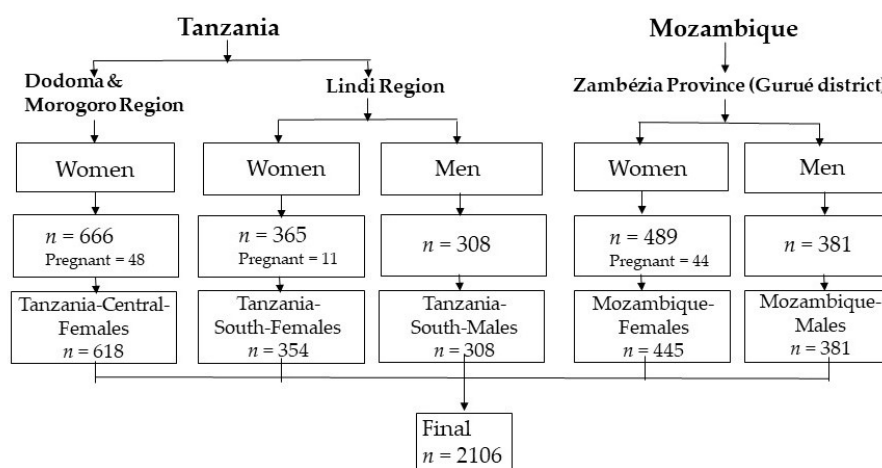 Tanzania
Mozambique
Dodoma &
Morogoro Region
Lindi Region
Zambézia Province (Gurué district)
Women
Women
Men
Women
Men
n = 666
Pregnant = 48
n = 365
Pregnant = 11
n = 308
n = 489
Pregnant = 44
n = 381
Tanzania-Central-
Females
n = 618
Tanzania-
South-Females
n = 354
Tanzania-
South-Males
n = 308
Mozambique-
Females
n = 445
Mozambique-
Males
n = 381
Final
n = 2106